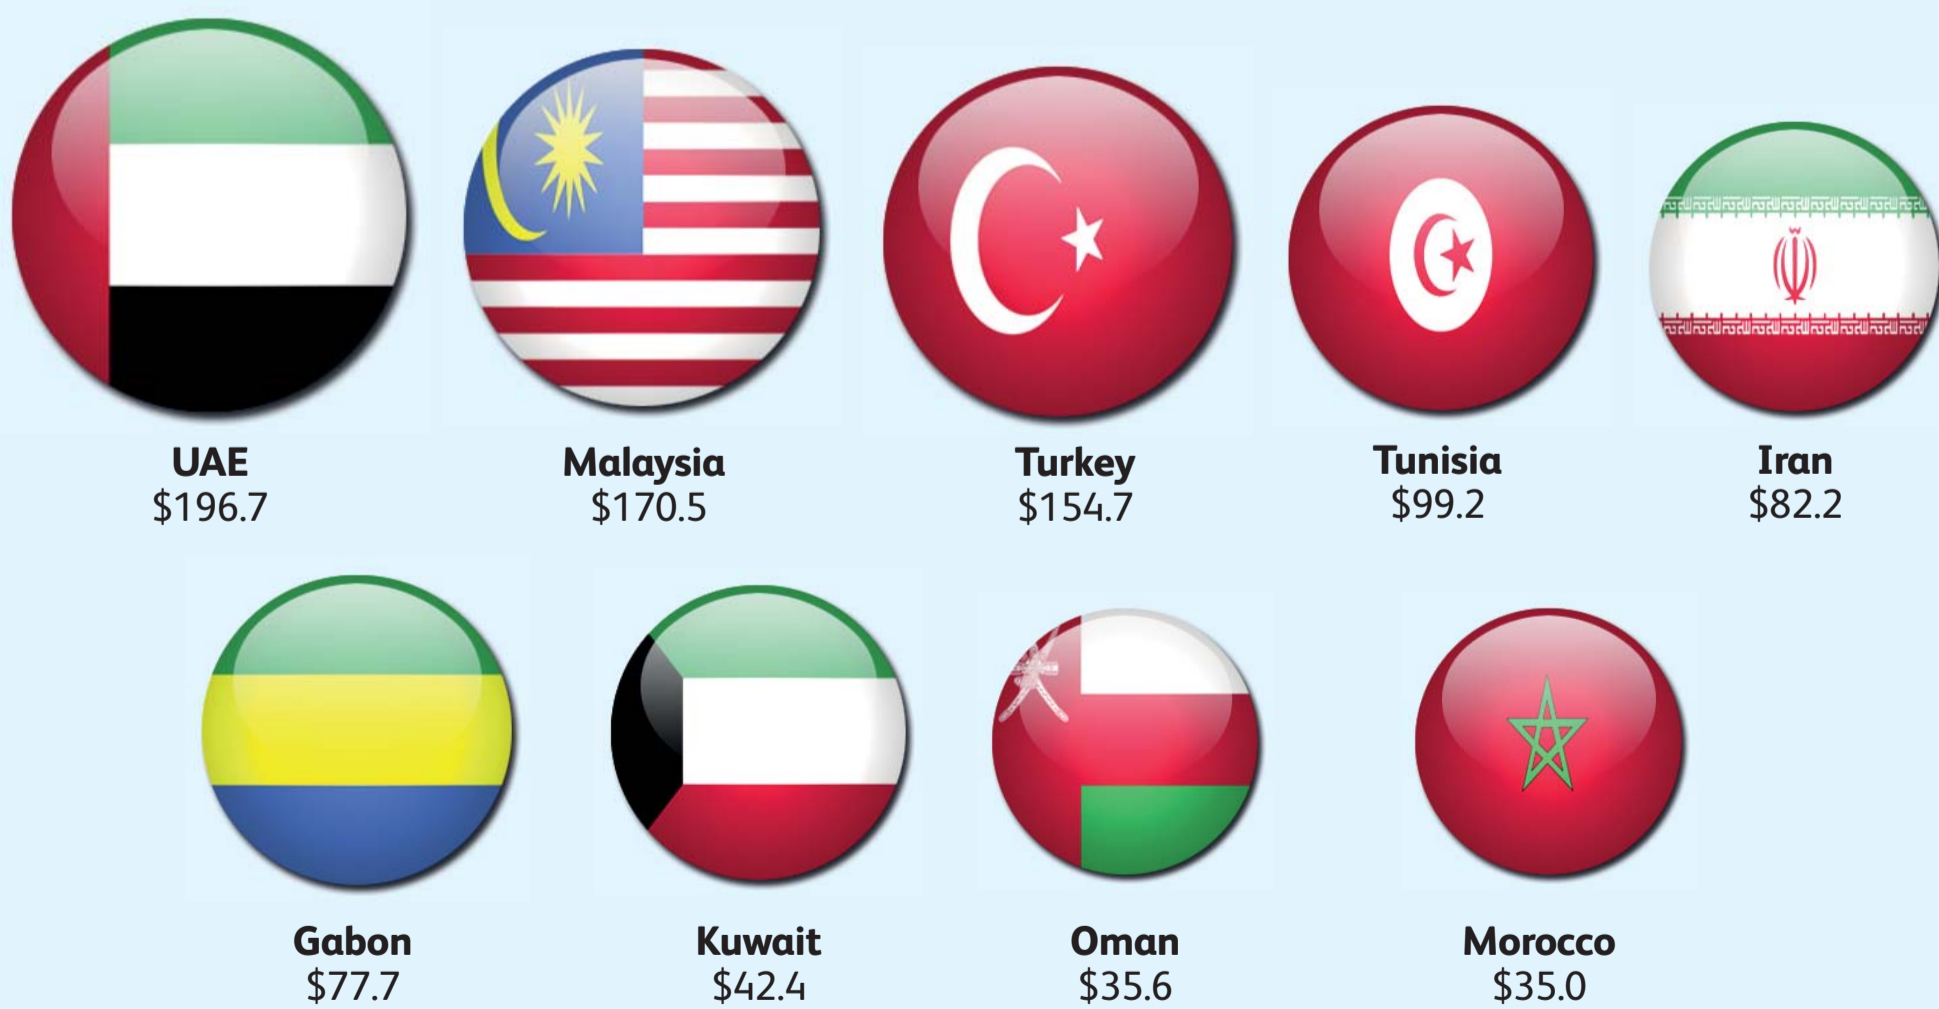 UAE
$196.7
Malaysia
$170.5
Turkey
$154.7
Tunisia
$99.2
Iran
$82.2
Gabon
$77.7
Kuwait
$42.4
Oman
$35.6
Morocco
$35.0